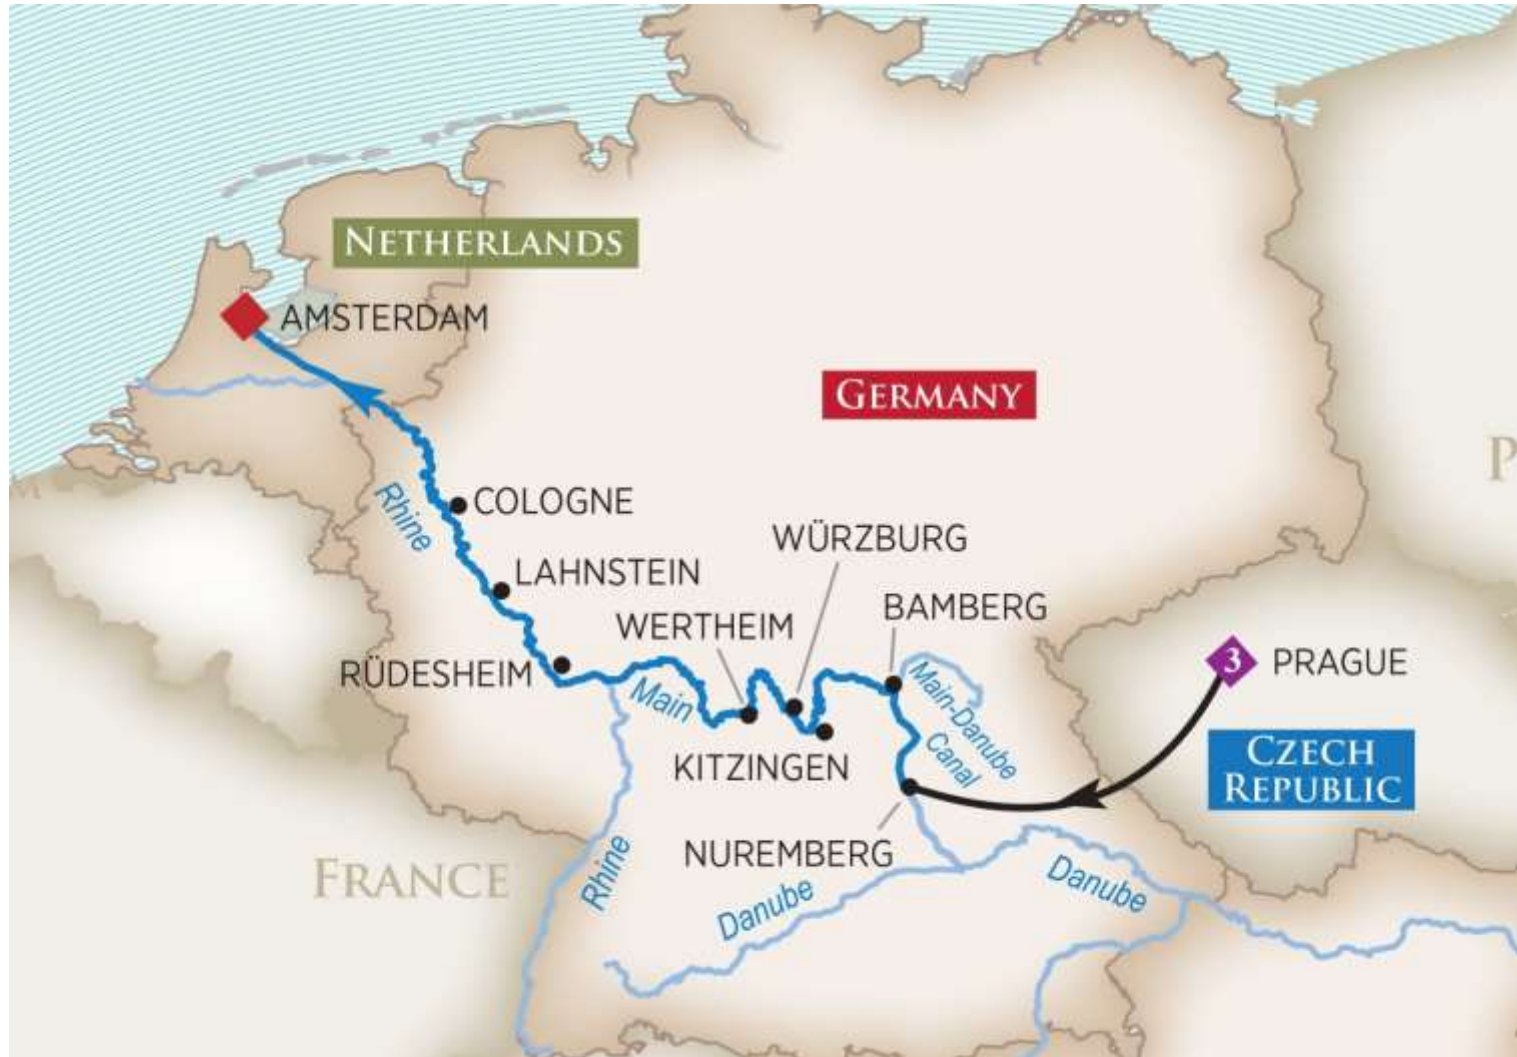 NETHERLANDS
AMSTERDAM
GERMANY
P
Rhine
COLOGNE
WÜRZBURG
LAHNSTEIN
BAMBERG
WERTHEIM
RÜDESHEIM
3
PRAGUE
Main
Main-Danube
Canal
KITZINGEN
CZECH
REPUBLIC
NUREMBERG
FRANCE
Rhine
Danube
Danube